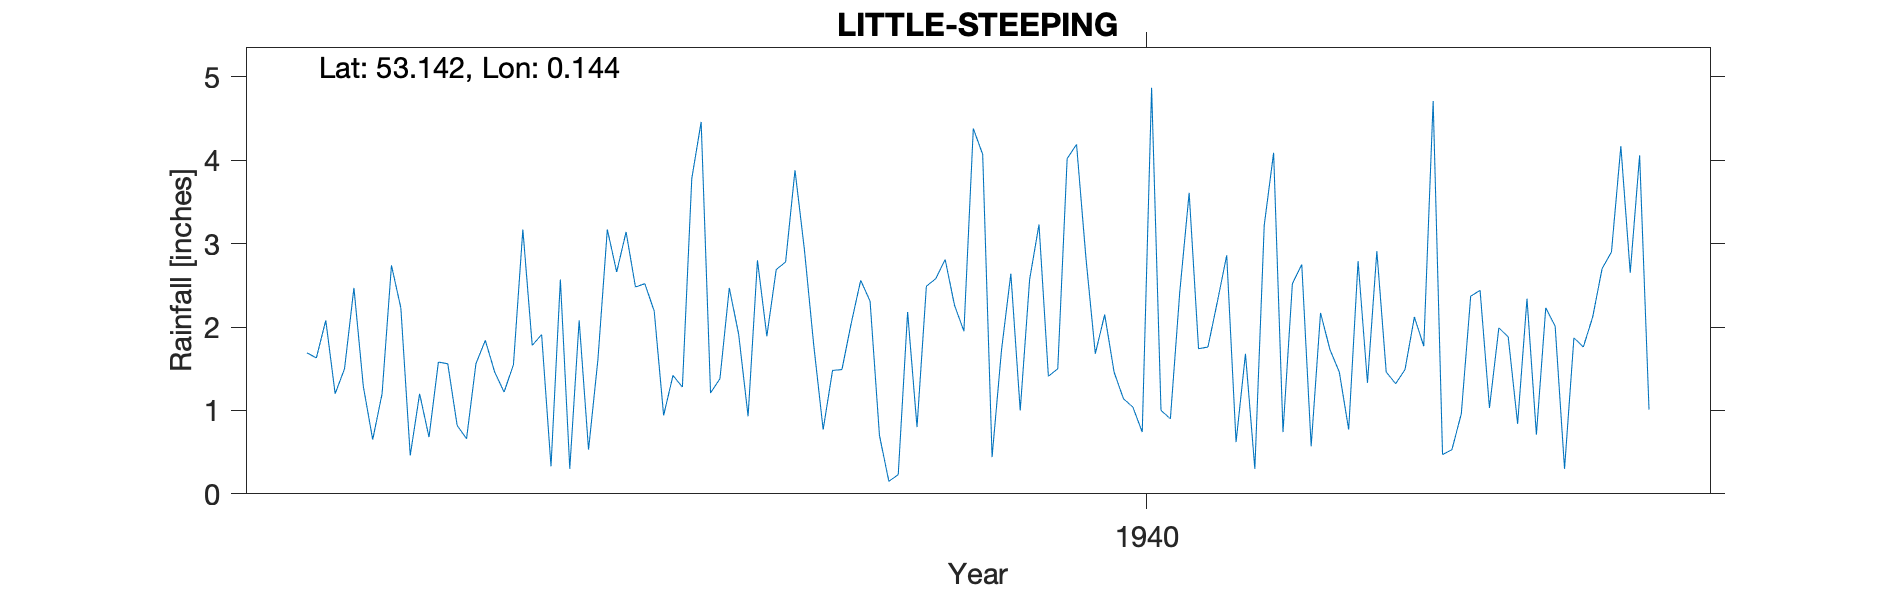 LITTLE-STEEPING
Lat: 53.142, Lon: 0.144
5
4
3
2
1
0
Rainfall [inches]
1940
Year